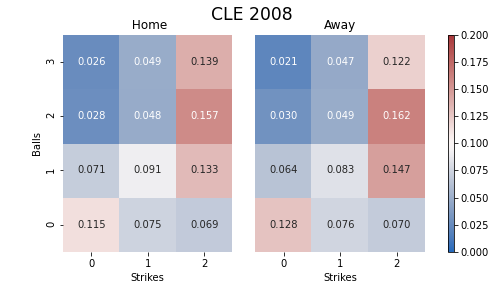 CLE 2008
Home Away
3 0.026 0.049 0.139 0.021 0.047 0.122
2 0.028 0.048 0.157 0.030 0.049 0.162
1 0.071 0.091 0.133 0.064 0.083 0.147
0 0.115 0.075 0.069 0.128 0.076 0.070
Balls
0 1 2 0 1 2
Strikes Strikes
0.200
0.175
0.150
0.125
0.100
0.075
0.050
0.025
0.000